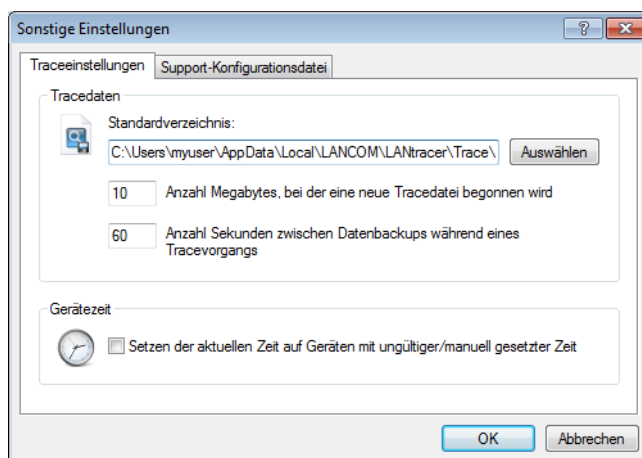 Sonstige Einstellungen
Traceeinstellungen
Support-Konfigurationsdatei
Tracedaten
Standardverzeichnis:
C:\Users\myuser\AppData\Local\LANCOM\LANtracer\Trace\
Auswählen
10
Anzahl Megabytes, bei der eine neue Tracedatei begonnen wird
60
Anzahl Sekunden zwischen Datenbackups während eines
Tracevorgangs
Gerätezeit
Setzen der aktuellen Zeit auf Geräten mit ungültiger/manuell gesetzter Zeit
OK
Abbrechen